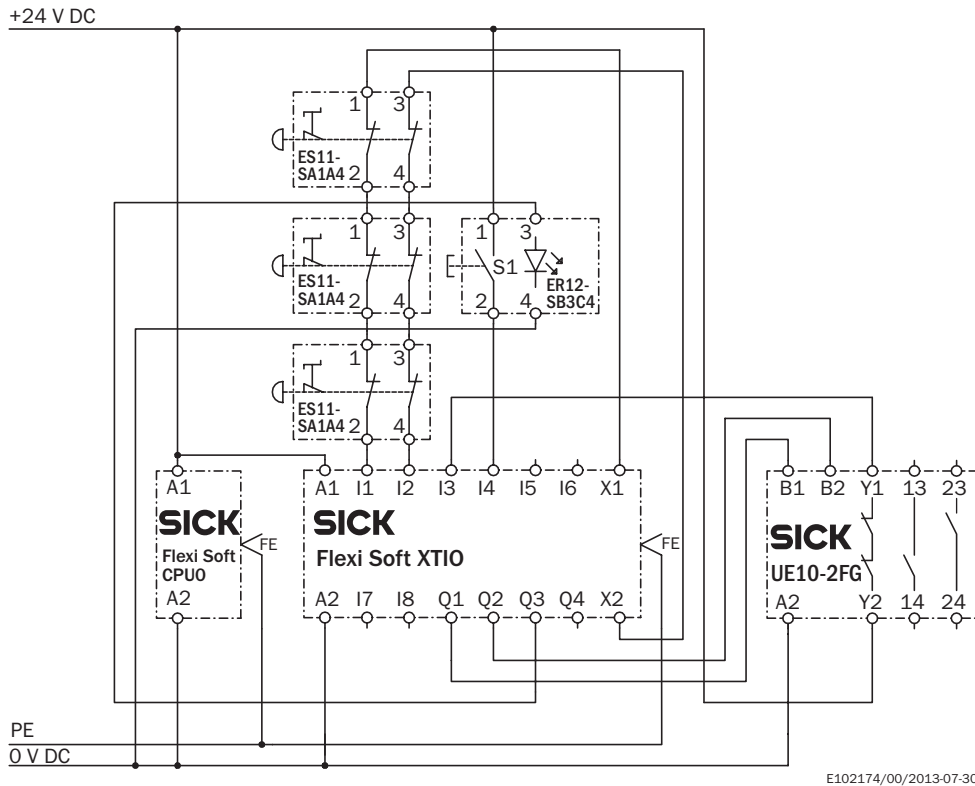 +24 V DC
1 3
ES11-
SA1A4 2 4
1 3 1 3
S1
ES11-
SA1A4 2 4 2 4 ER12-
SB3C4
1 3
ES11-
SA1A4 2 4
A1 A1 I1 I2 I3 I4 I5 I6 X1 B1 B2 Y1 13 23
SICK FE SICK FE SICK
Flexi Soft
CPU0
Flexi Soft XTIO
UE10-2FG
A2 A2 I7 I8 Q1 Q2 Q3 Q4 X2 A2 Y2 14 24
PE
0 V DC
E102174/00/2013-07-30